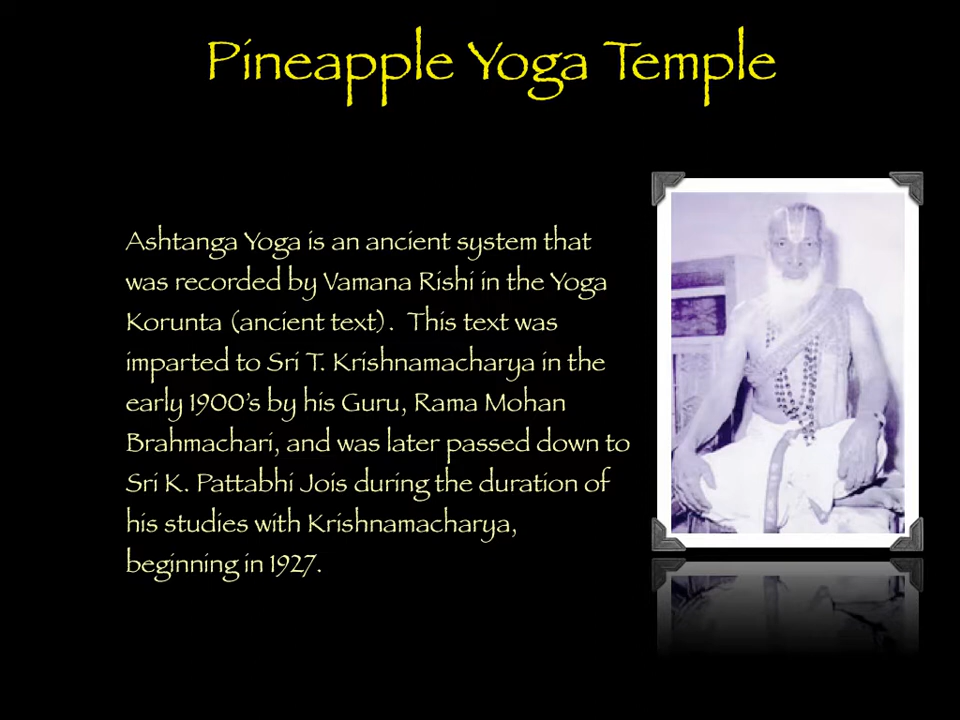 Pineapple Yoga Temple
Ashtanga Yoga is an ancient system that
was recorded by Vamana Rishi in the Yoga
Korunta (ancient text).  This text was
imparted to Sri T. Krishnamacharya in the
early 1900's by his Guru, Rama Mohan
Brahmachari, and was later passed down to
Sri K. Pattabhi Jois during the duration of
his studies with Krishnamacharya,
beginning in 1927.